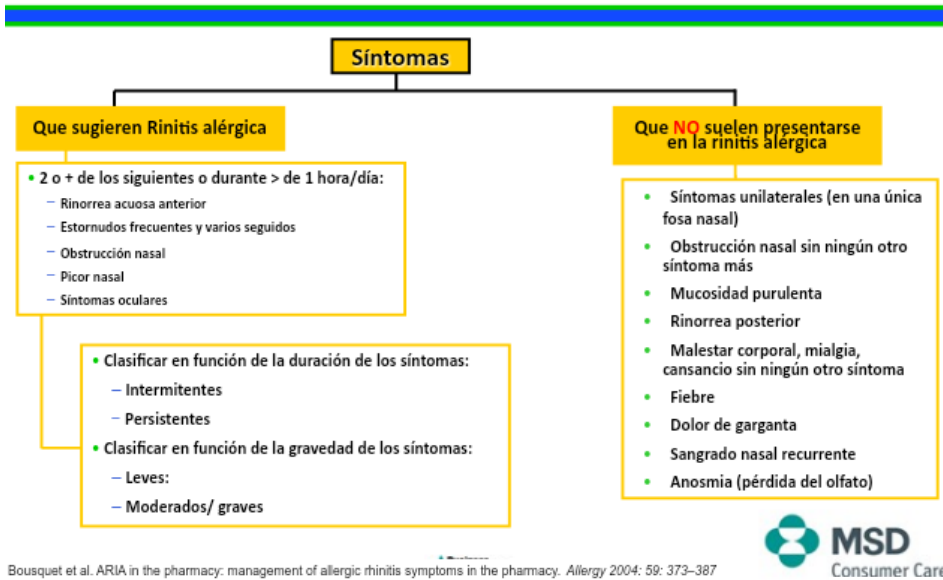 Síntomas
Que sugieren Rinitis alérgica
• 2 o + de los siguientes o durante > de 1 hora/día:
– Rinorrea acuosa anterior
– Estornudos frecuentes y varios seguidos
– Obstrucción nasal
– Picor nasal
– Síntomas oculares
• Clasificar en función de la duración de los síntomas:
– Intermitentes
– Persistentes
• Clasificar en función de la gravedad de los síntomas:
– Leves:
– Moderados/ graves
Que NO suelen presentarse
en la rinitis alérgica
• Síntomas unilaterales (en una única
fosa nasal)
• Obstrucción nasal sin ningún otro
síntoma más
• Mucosidad purulenta
• Rinorrea posterior
• Malestar corporal, mialgia,
cansancio sin ningún otro síntoma
• Fiebre
• Dolor de garganta
• Sangrado nasal recurrente
• Anosmia (pérdida del olfato)
MSD
Consumer Care
Bousquet et al. ARIA in the pharmacy: management of allergic rhinitis symptoms in the pharmacy. Allergy 2004: 59: 373–387